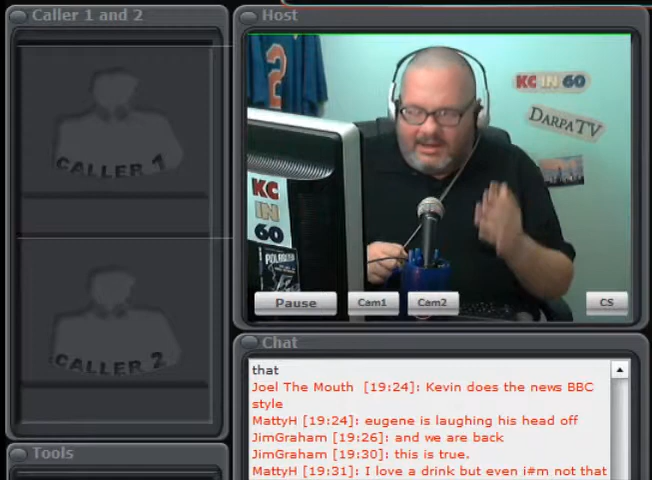 Caller 1 and 2
CALLER 1
CALLER 2
Tools
Host
2
KC IN 60
DARPATV
KC
IN
60
Pause
Cam1
Cam2
CS
Chat
that
Joel The Mouth [19:24]: Kevin does the news BBC
style
MattyH [19:24]: eugene is laughing his head off
JimGraham [19:26]: and we are back
JimGraham [19:30]: this is true.
MattyH [19:31]: I love a drink but even i#m not that